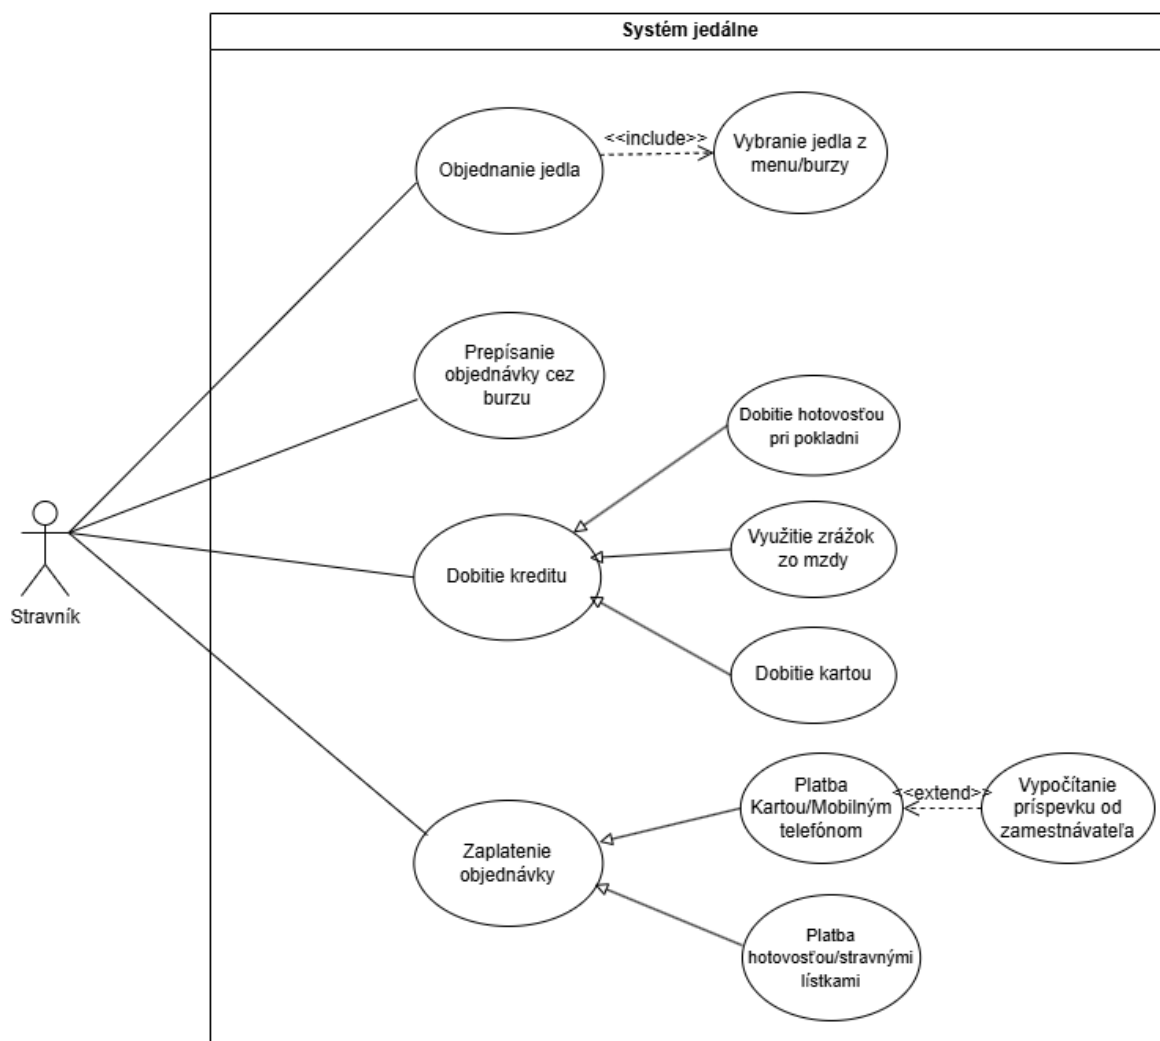 Systém jedálne
Objednanie jedla
<<include>>
Vybranie jedla z
menu/burzy
Prepísanie
objednávky cez
burzu
Dobitie hotovosťou
pri pokladni
Stravník
Dobitie kreditu
Využitie zrážok
zo mzdy
Dobitie kartou
Zaplatenie
objednávky
Platba
Kartou/Mobilným
telefónom
<<extend>>
Vypočítanie
príspevku od
zamestnávateľa
Platba
hotovosťou/stravnými
lístkami